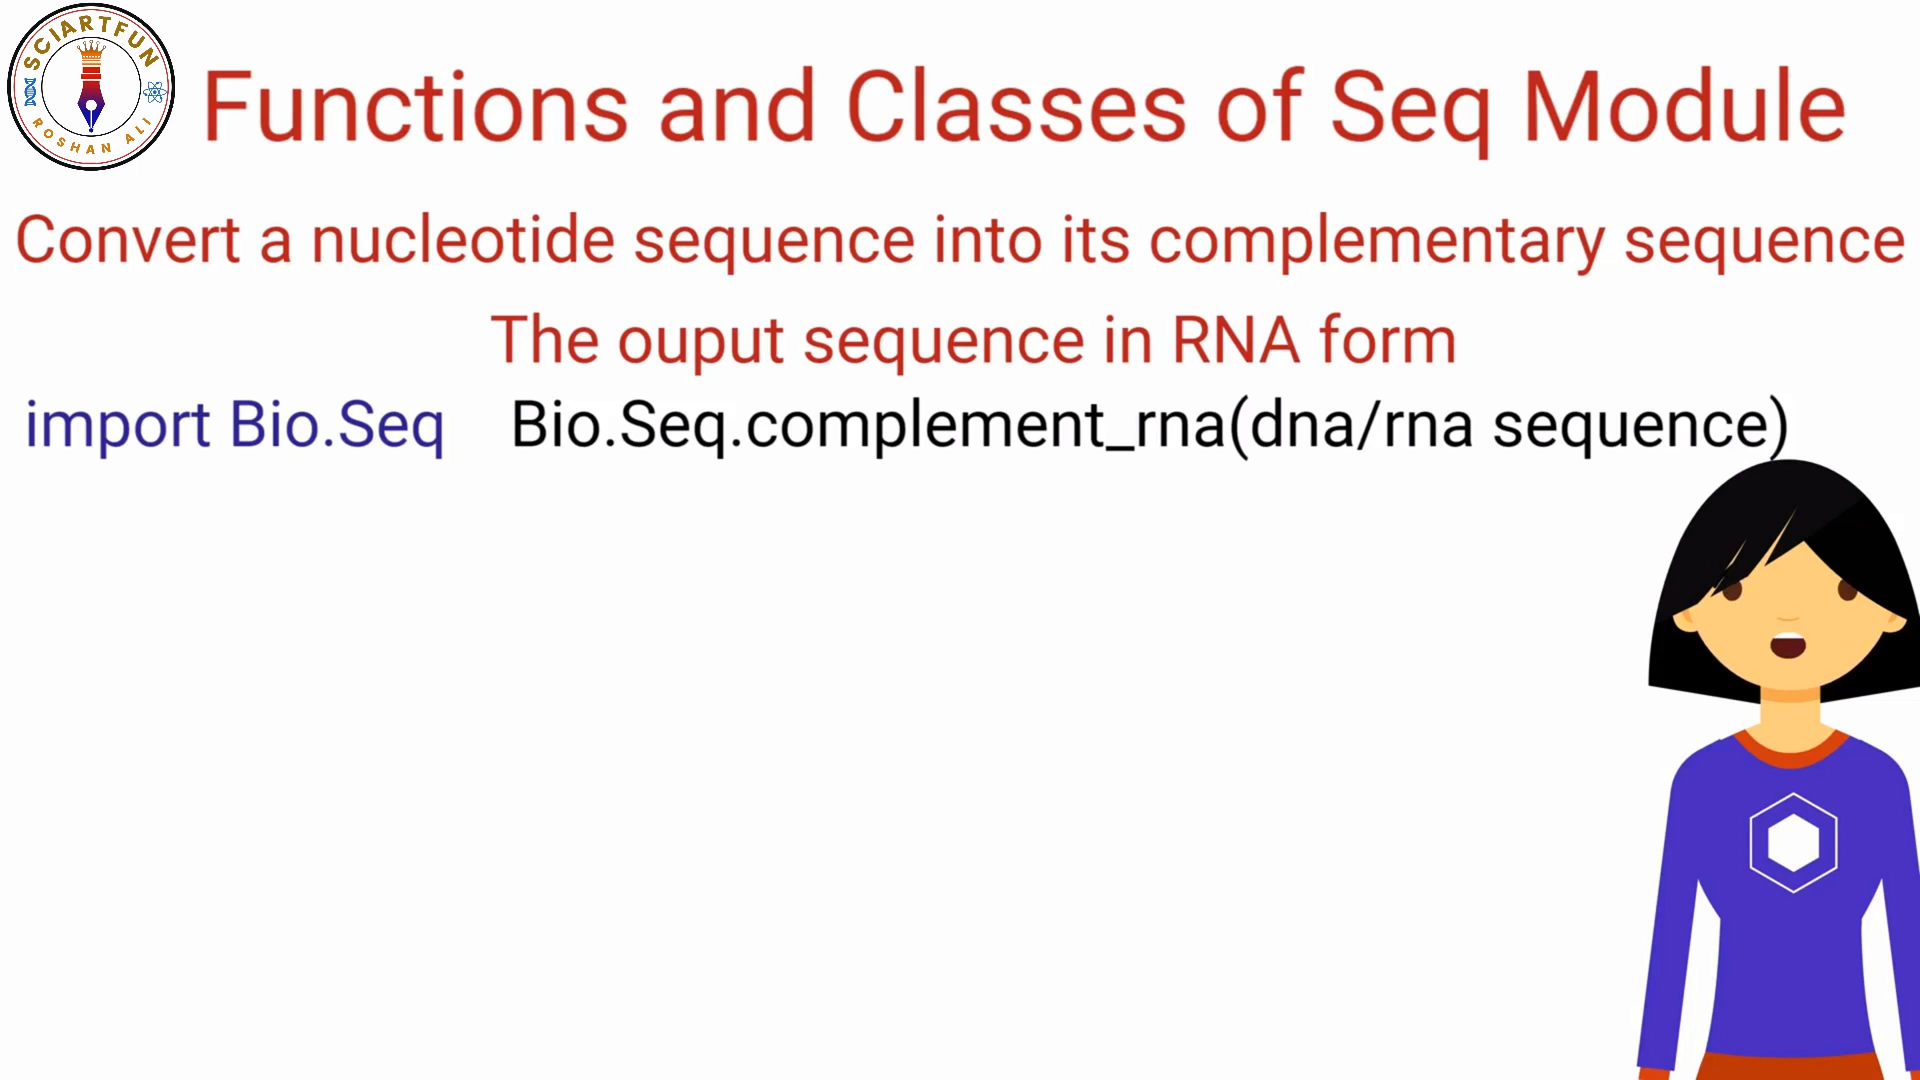 SCIARTFUN
ROSHAN ALI
Functions and Classes of Seq Module
Convert a nucleotide sequence into its complementary sequence
The ouput sequence in RNA form
import Bio.Seq Bio.Seq.complement_rna(dna/rna sequence)